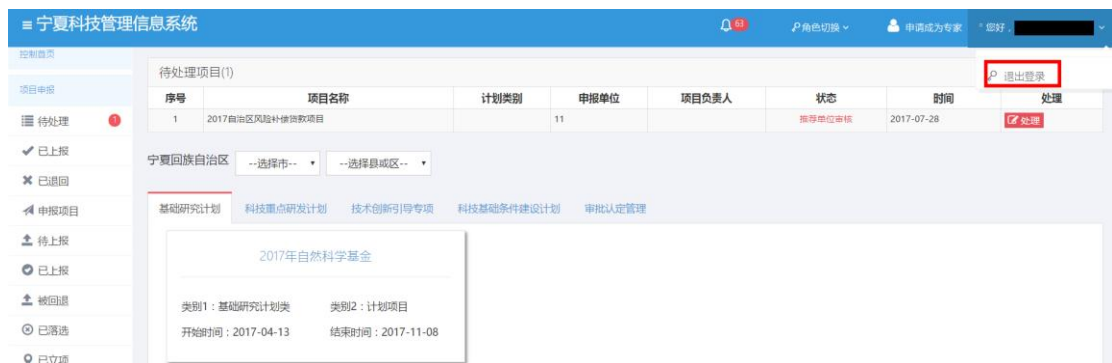 宁夏科技管理信息系统 63 角色切换 申请成为专家 您好，
退出登录
控制首页
项目申报
待处理 1
已上报
已退回
申报项目
待上报
已上报
被回退
已落选
已立项
待处理项目(1)
序号 项目名称 计划类别 申报单位 项目负责人 状态 时间 处理
1 2017自治区风险补偿贷款项目 11 推荐单位审核 2017-07-28 处理
宁夏回族自治区 --选择市-- --选择县或区--
基础研究计划 科技重点研发计划 技术创新引导专项 科技基础条件建设计划 审批认定管理
2017年自然科学基金
类别1：基础研究计划类 类别2：计划项目
开始时间：2017-04-13 结束时间：2017-11-08